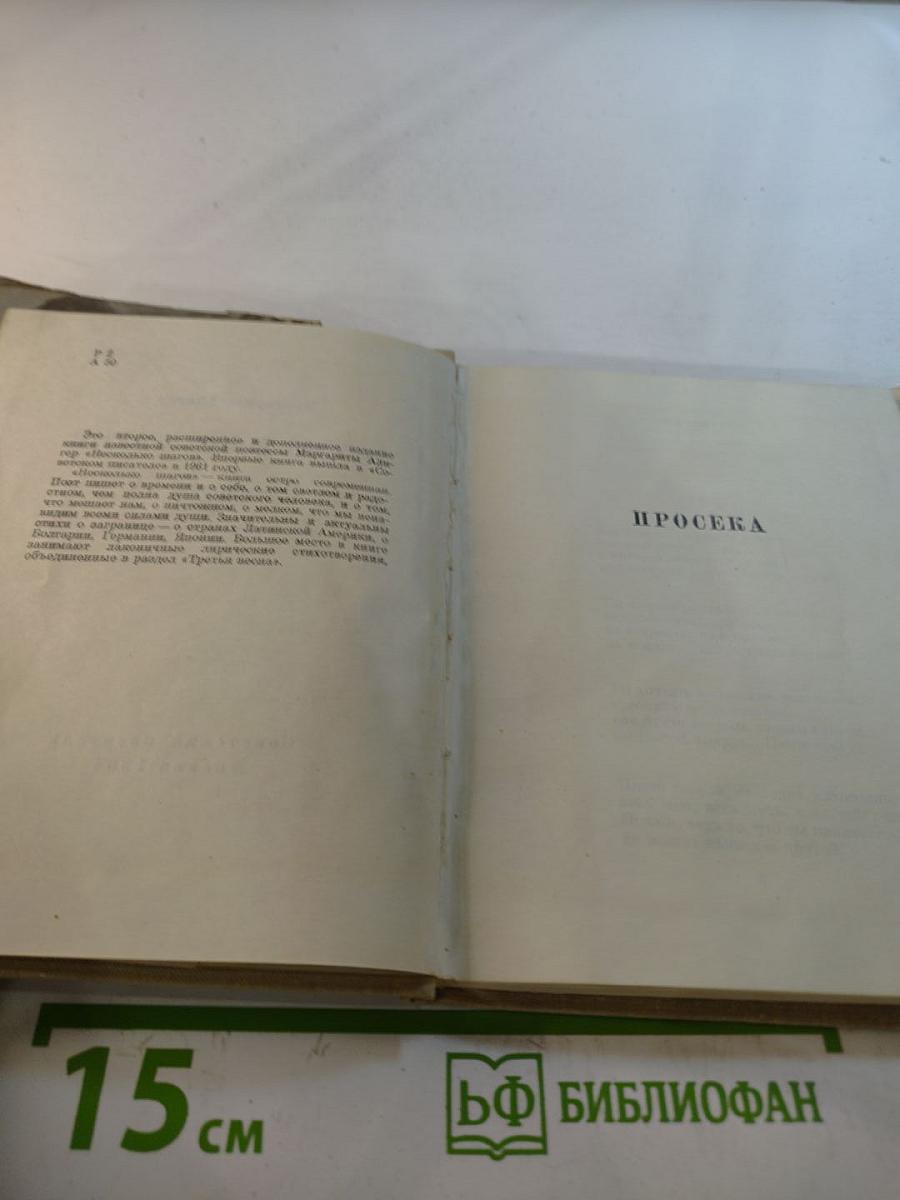 Р 2
А 50
Это второе, расширенное и дополненное издание
книги известной советской поэтессы Маргариты Али-
гер «Несколько шагов». Впервые книга вышла в «Со-
ветском писателе» в 1961 году.
«Несколько шагов» — книга остро современная.
Поэт пишет о времени и о себе, о том светлом и радо-
стном, чем полна душа советского человека, и о том,
что мешает нам, о ничтожном, о мелком, что мы нена-
видим всеми силами души. Значительны и актуальны
стихи о загранице — о странах Латинской Америки, о
Болгарии, Германии, Японии. Большое место в книге
занимают лаконичные лирические стихотворения,
объединенные в раздел «Третья весна».
ПРОСЕКА
15 см
ЬФ БИБЛИОФАН